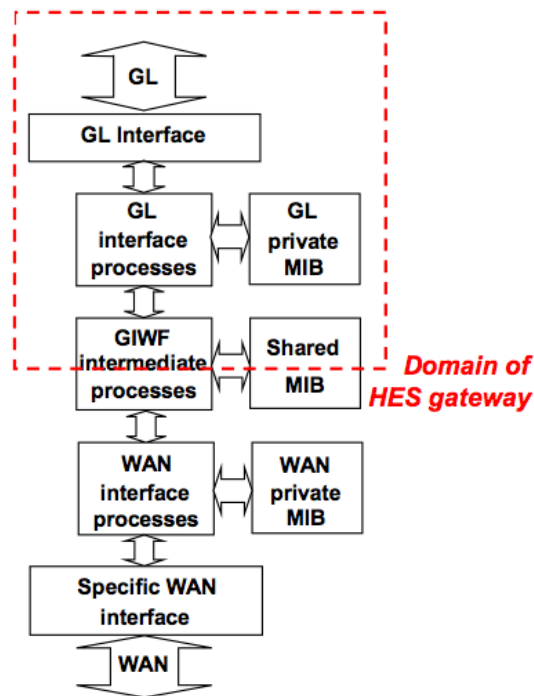 GL
GL Interface
GL
interface
processes
GL
private
MIB
GIWF
intermediate
processes
Shared
MIB
Domain of
HES gateway
WAN
interface
processes
WAN
private
MIB
Specific WAN
interface
WAN